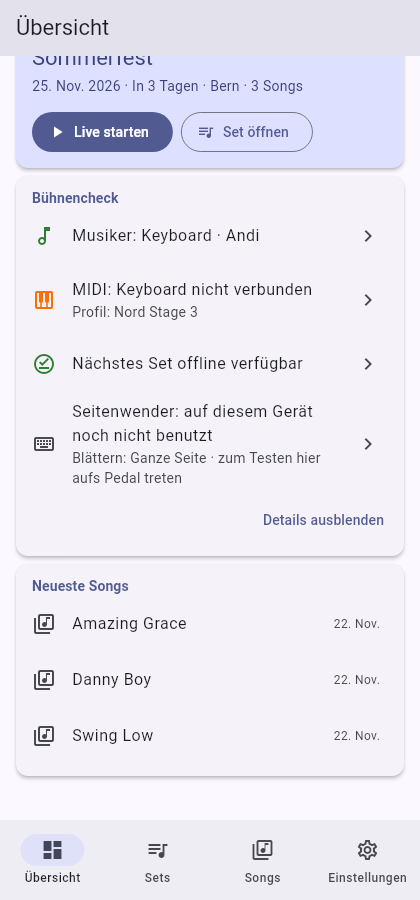 Übersicht
Sommerfest
25. Nov. 2026 · In 3 Tagen · Bern · 3 Songs
Live starten
Set öffnen
Bühnencheck
Musiker: Keyboard · Andi
MIDI: Keyboard nicht verbunden
Profil: Nord Stage 3
Nächstes Set offline verfügbar
Seitenwender: auf diesem Gerät
noch nicht benutzt
Blättern: Ganze Seite · zum Testen hier
aufs Pedal treten
Details ausblenden
Neueste Songs
Amazing Grace 22. Nov.
Danny Boy 22. Nov.
Swing Low 22. Nov.
Übersicht Sets Songs Einstellungen